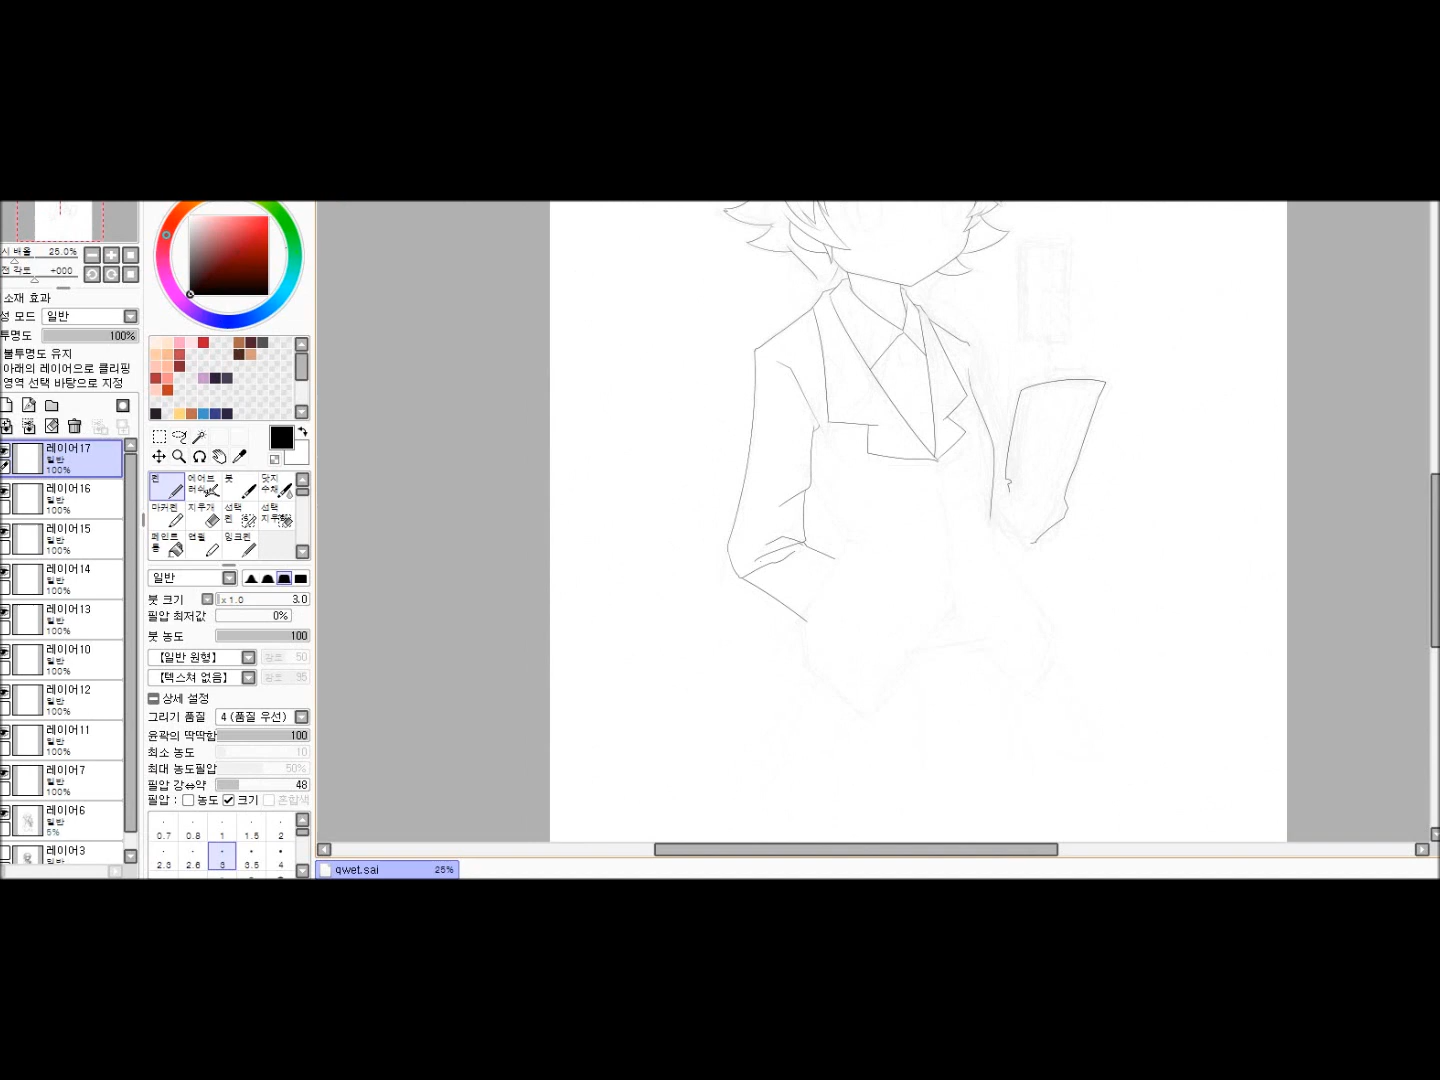 시 배율 25.0%
전 각도 +000
소재 효과
성 모드 일반
투명도 100%
불투명도 유지
아래의 레이어으로 클리핑
영역 선택 바탕으로 지정
레이어17
일반
100%
레이어16
일반
100%
레이어15
일반
100%
레이어14
일반
100%
레이어13
일반
100%
레이어10
일반
100%
레이어12
일반
100%
레이어11
일반
100%
레이어7
일반
100%
레이어6
일반
5%
레이어3
일반
펜 에어브러쉬 붓 닷지수채
마커펜 지우개 선택펜 선택지우개
페인트통 연필 잉크펜
일반
붓 크기 x 1.0 3.0
필압 최저값 0%
붓 농도 100
【일반 원형】 강도 50
【텍스쳐 없음】 강도 95
상세 설정
그리기 품질 4 (품질 우선)
윤곽의 딱딱함 100
최소 농도 10
최대 농도필압 50%
필압 강⇔약 48
필압 : 농도 크기 혼합색
0.7 0.8 1 1.5 2
2.3 2.6 3 3.5 4
qwet.sai 25%